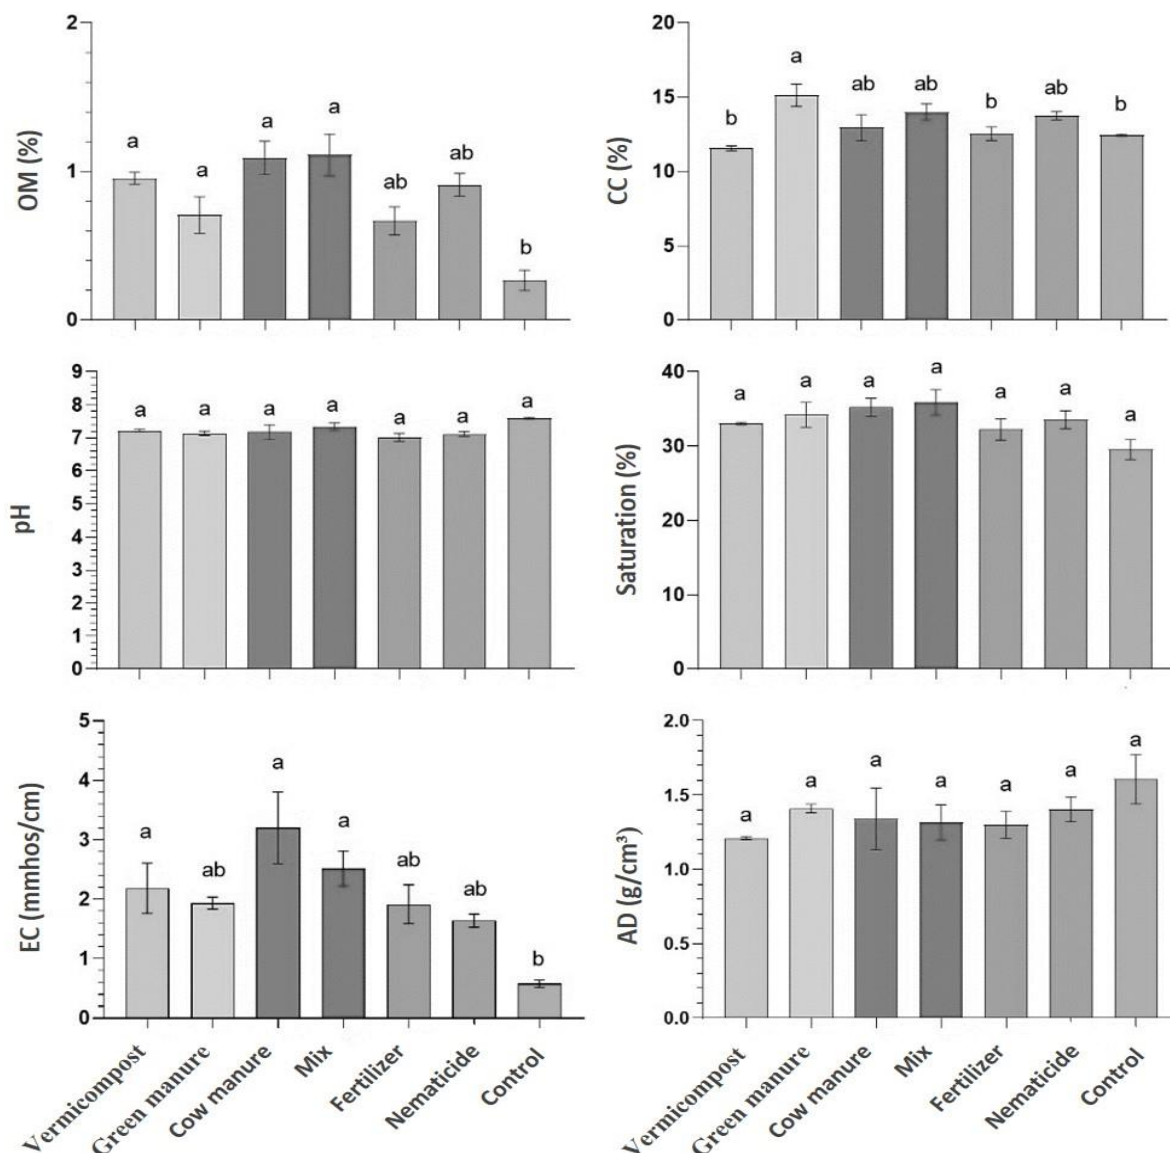 2
1
0
OM (%)
a
a
a
a
ab
ab
b
20
15
10
5
0
CC (%)
b
a
ab
ab
b
ab
b
9
8
7
6
5
4
3
2
1
0
pH
a
a
a
a
a
a
a
40
30
20
10
0
Saturation (%)
a
a
a
a
a
a
a
5
4
3
2
1
0
EC (mmhos/cm)
a
ab
a
a
ab
ab
b
Vermicompost
Green manure
Cow manure
Mix
Fertilizer
Nematicide
Control
2.0
1.5
1.0
0.5
0.0
AD (g/cm³)
a
a
a
a
a
a
a
Vermicompost
Green manure
Cow manure
Mix
Fertilizer
Nematicide
Control